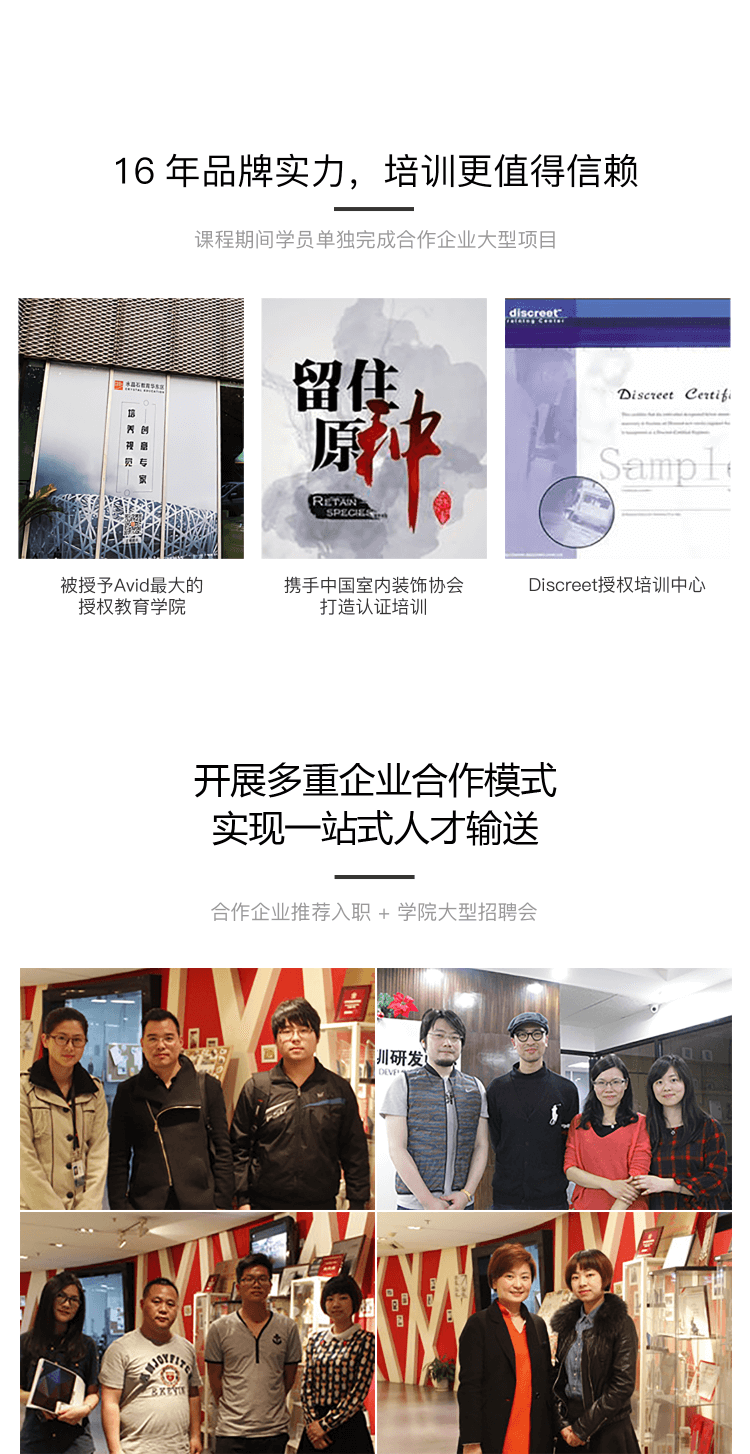 16 年品牌实力，培训更值得信赖
课程期间学员单独完成合作企业大型项目
水晶石教育华东区
培养视觉
创意专家
留住
原种
RETAIN
SPECIES
discreet
raining Center
Discreet Certifi
Sample
被授予Avid最大的
授权教育学院
携手中国室内装饰协会
打造认证培训
Discreet授权培训中心
开展多重企业合作模式
实现一站式人才输送
合作企业推荐入职 + 学院大型招聘会
训研发
DEVELO
ENJOYFITC